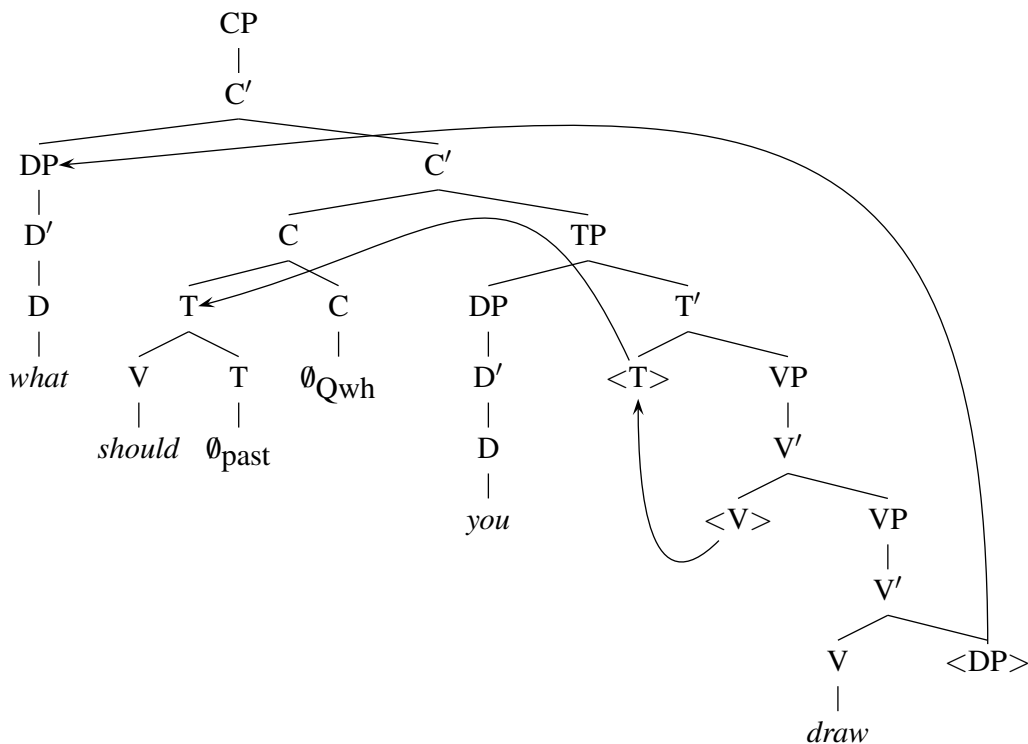 CP
C′
DP C′
D′ C TP
D T C DP T′
what V T ∅Qwh D′ <T> VP
should ∅past D V′
you <V> VP
V′
V <DP>
draw